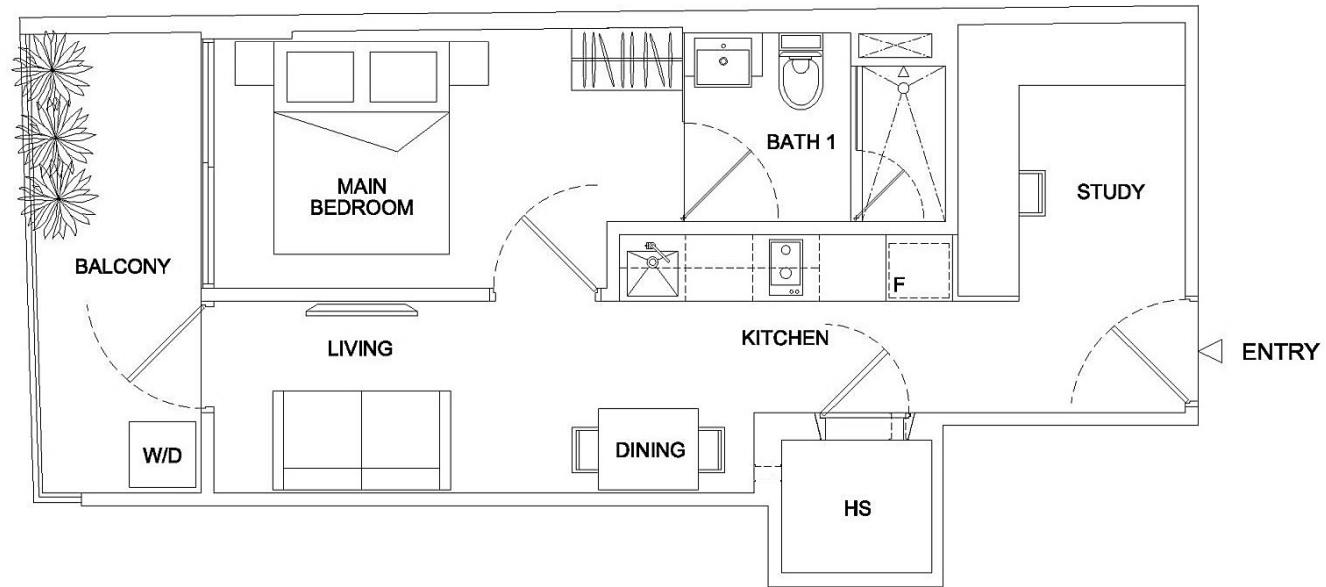 BATH 1
MAIN
BEDROOM
STUDY
BALCONY
F
LIVING
KITCHEN
ENTRY
W/D
DINING
HS